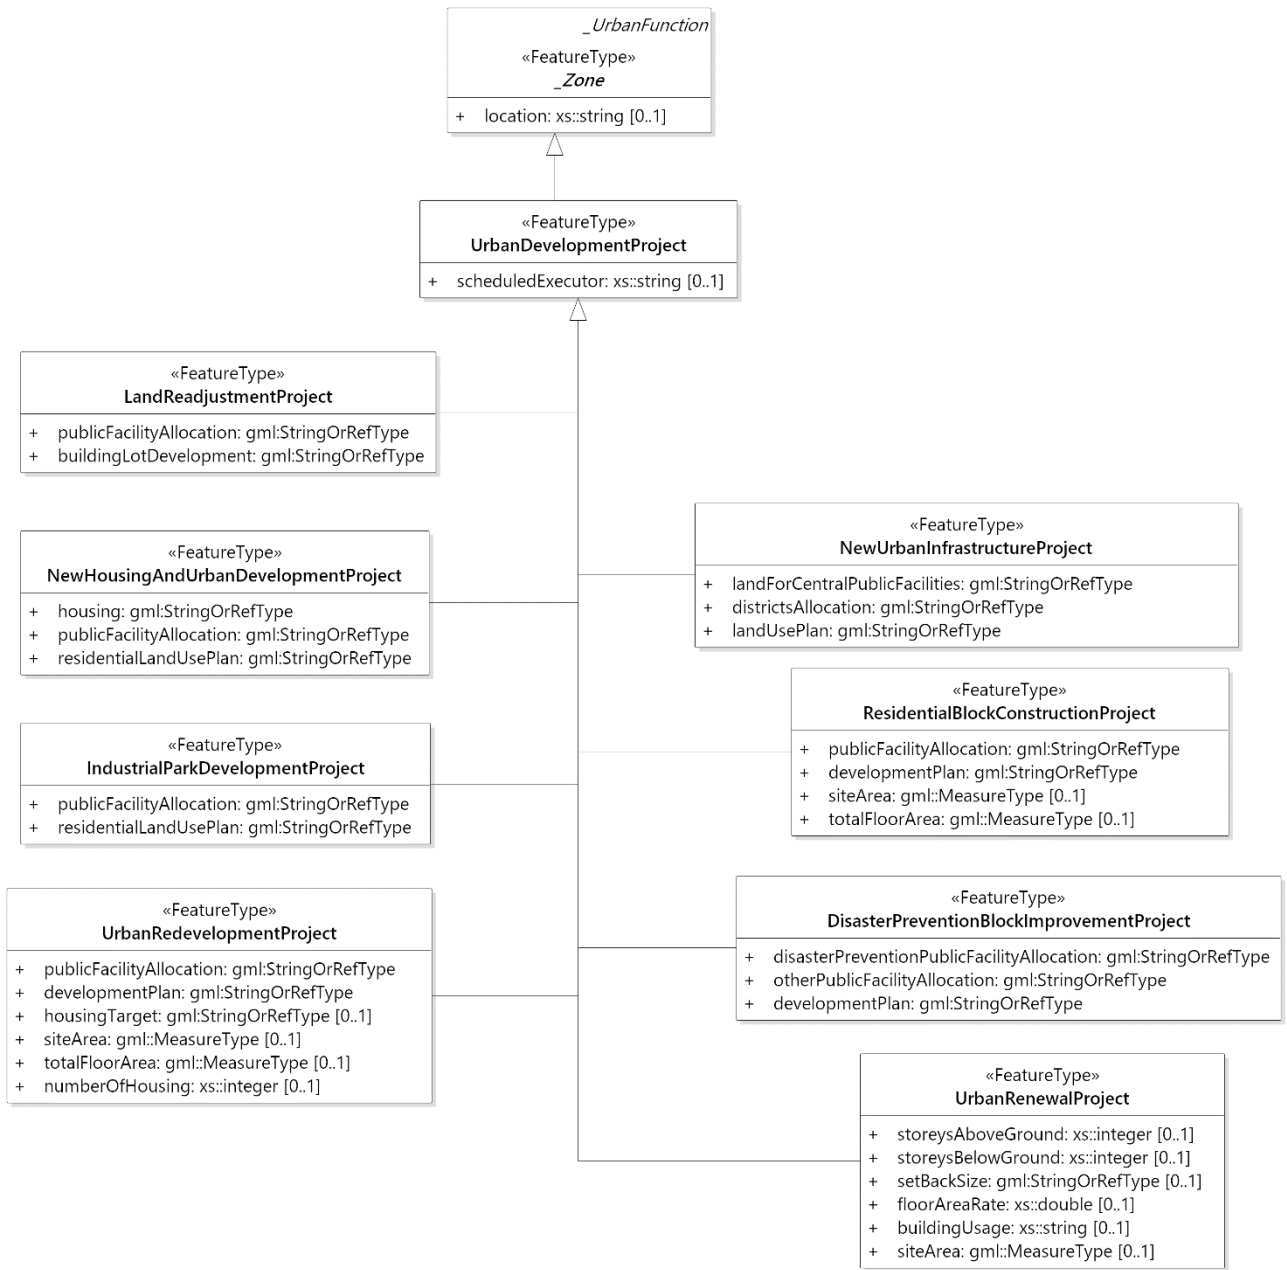 _UrbanFunction
«FeatureType»
_Zone
+ location: xs::string [0..1]
«FeatureType»
UrbanDevelopmentProject
+ scheduledExecutor: xs::string [0..1]
«FeatureType»
LandReadjustmentProject
+ publicFacilityAllocation: gml:StringOrRefType
+ buildingLotDevelopment: gml:StringOrRefType
«FeatureType»
NewHousingAndUrbanDevelopmentProject
+ housing: gml:StringOrRefType
+ publicFacilityAllocation: gml:StringOrRefType
+ residentialLandUsePlan: gml:StringOrRefType
«FeatureType»
IndustrialParkDevelopmentProject
+ publicFacilityAllocation: gml:StringOrRefType
+ residentialLandUsePlan: gml:StringOrRefType
«FeatureType»
UrbanRedevelopmentProject
+ publicFacilityAllocation: gml:StringOrRefType
+ developmentPlan: gml:StringOrRefType
+ housingTarget: gml:StringOrRefType [0..1]
+ siteArea: gml::MeasureType [0..1]
+ totalFloorArea: gml::MeasureType [0..1]
+ numberOfHousing: xs::integer [0..1]
«FeatureType»
NewUrbanInfrastructureProject
+ landForCentralPublicFacilities: gml:StringOrRefType
+ districtsAllocation: gml:StringOrRefType
+ landUsePlan: gml:StringOrRefType
«FeatureType»
ResidentialBlockConstructionProject
+ publicFacilityAllocation: gml:StringOrRefType
+ developmentPlan: gml:StringOrRefType
+ siteArea: gml::MeasureType [0..1]
+ totalFloorArea: gml::MeasureType [0..1]
«FeatureType»
DisasterPreventionBlockImprovementProject
+ disasterPreventionPublicFacilityAllocation: gml:StringOrRefType
+ otherPublicFacilityAllocation: gml:StringOrRefType
+ developmentPlan: gml:StringOrRefType
«FeatureType»
UrbanRenewalProject
+ storeysAboveGround: xs::integer [0..1]
+ storeysBelowGround: xs::integer [0..1]
+ setBackSize: gml:StringOrRefType [0..1]
+ floorAreaRate: xs::double [0..1]
+ buildingUsage: xs::string [0..1]
+ siteArea: gml::MeasureType [0..1]